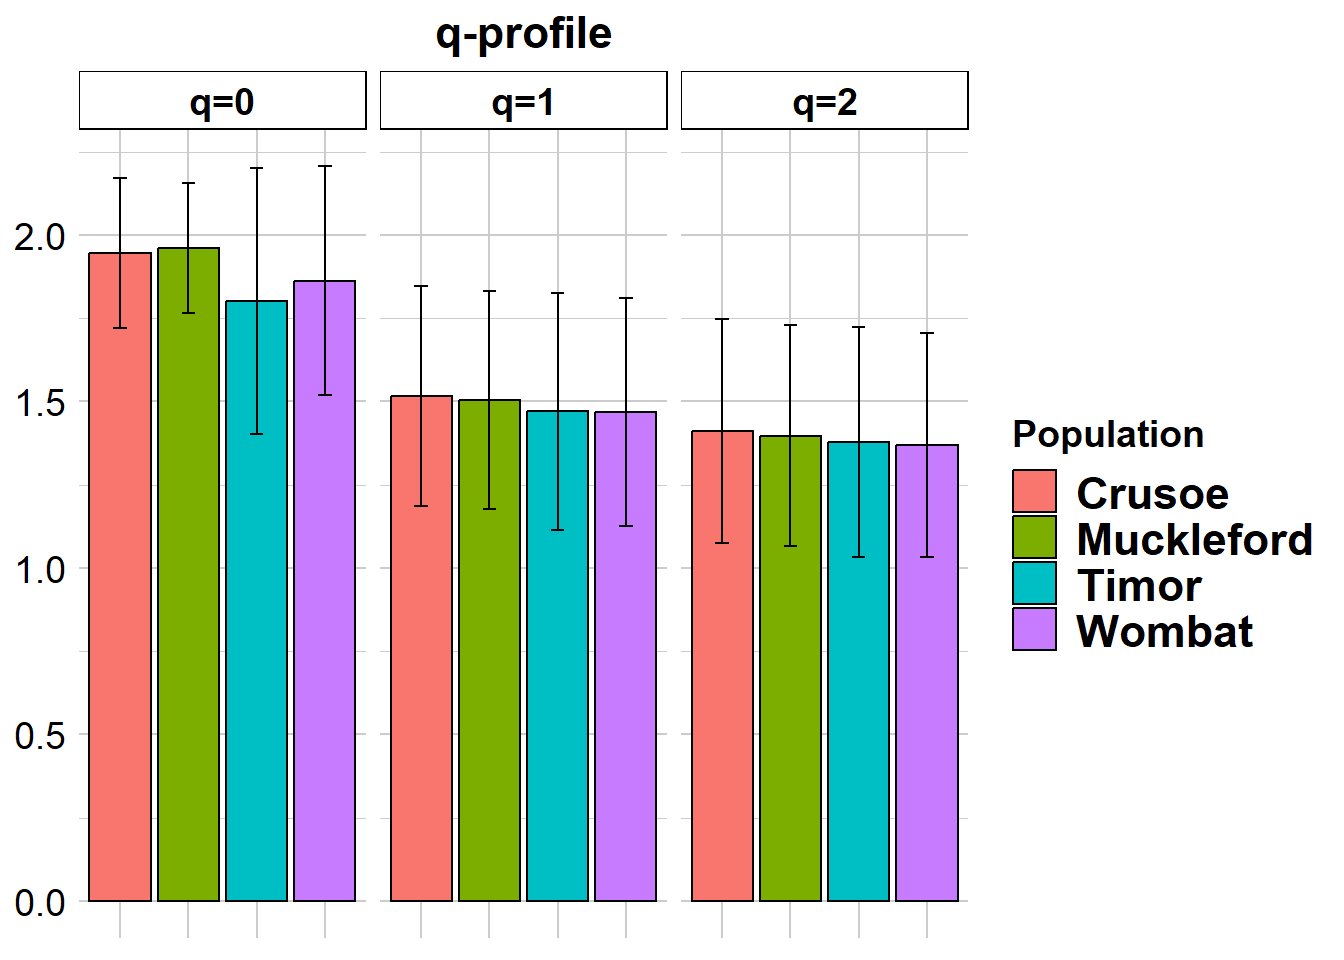 q-profile
q=0 q=1 q=2
2.0
1.5
1.0
0.5
0.0
Population
Crusoe
Muckleford
Timor
Wombat